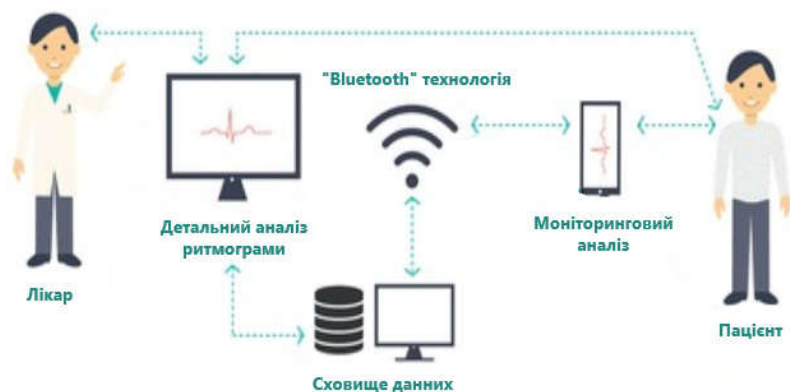 "Bluetooth" технологія
Детальний аналіз
ритмограми
Моніторинговий
аналіз
Лікар
Пацієнт
Сховище данних